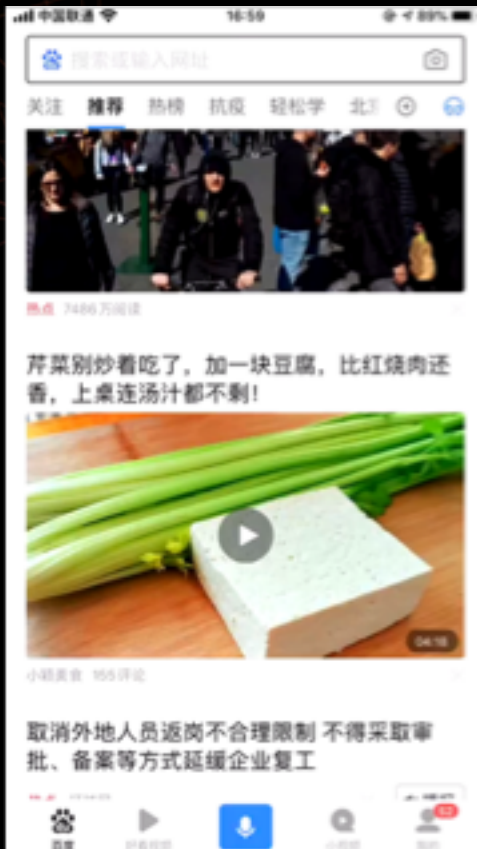 中国联通 16:59 89%
搜索或输入网址
关注 推荐 热榜 抗疫 轻松学 北京
热点 7486万阅读
芹菜别炒着吃了，加一块豆腐，比红烧肉还
香，上桌连汤汁都不剩！
04:18
小颖美食 155评论
取消外地人员返岗不合理限制 不得采取审
批、备案等方式延缓企业复工
52
百度 好看视频 小视频 我的